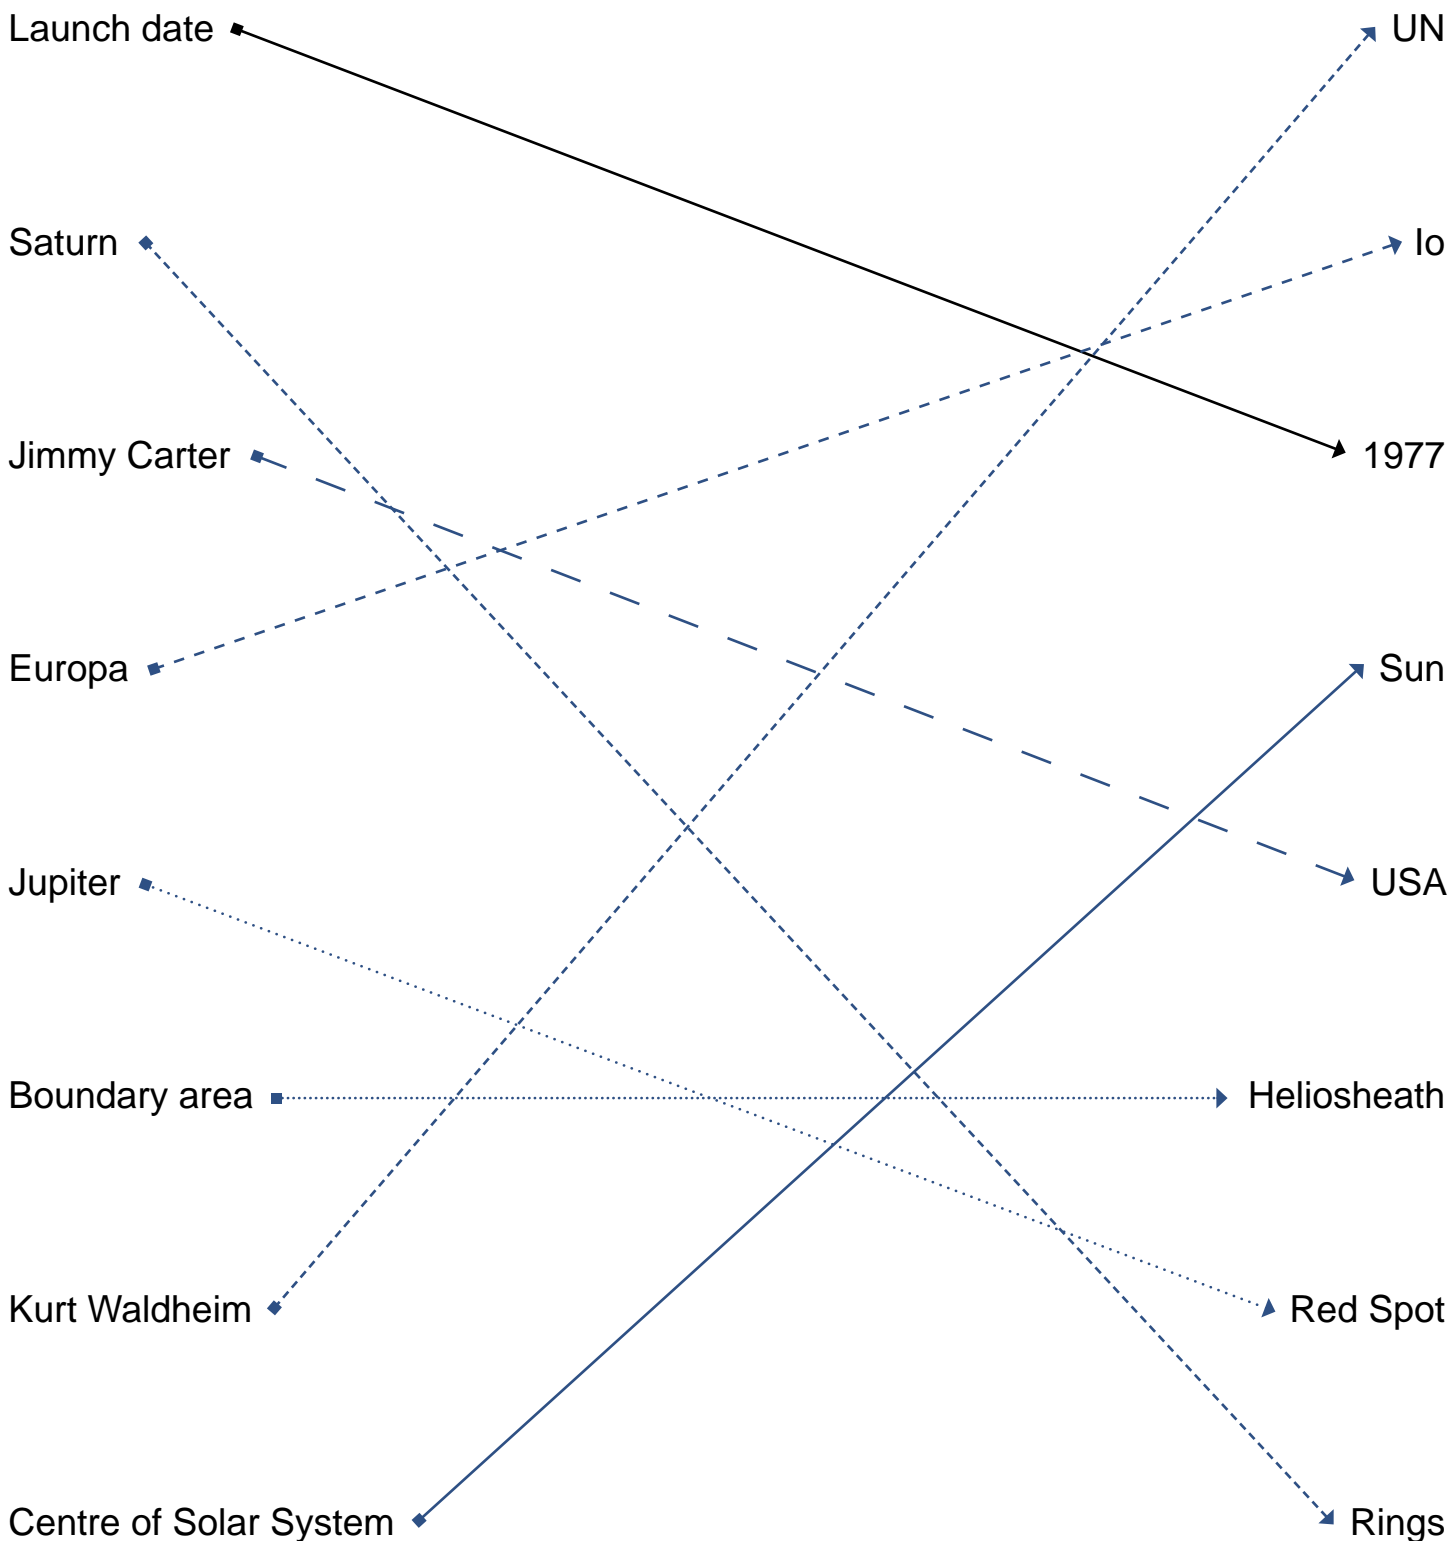 Launch date
UN
Saturn
Io
Jimmy Carter
1977
Europa
Sun
Jupiter
USA
Boundary area
Heliosheath
Kurt Waldheim
Red Spot
Centre of Solar System
Rings